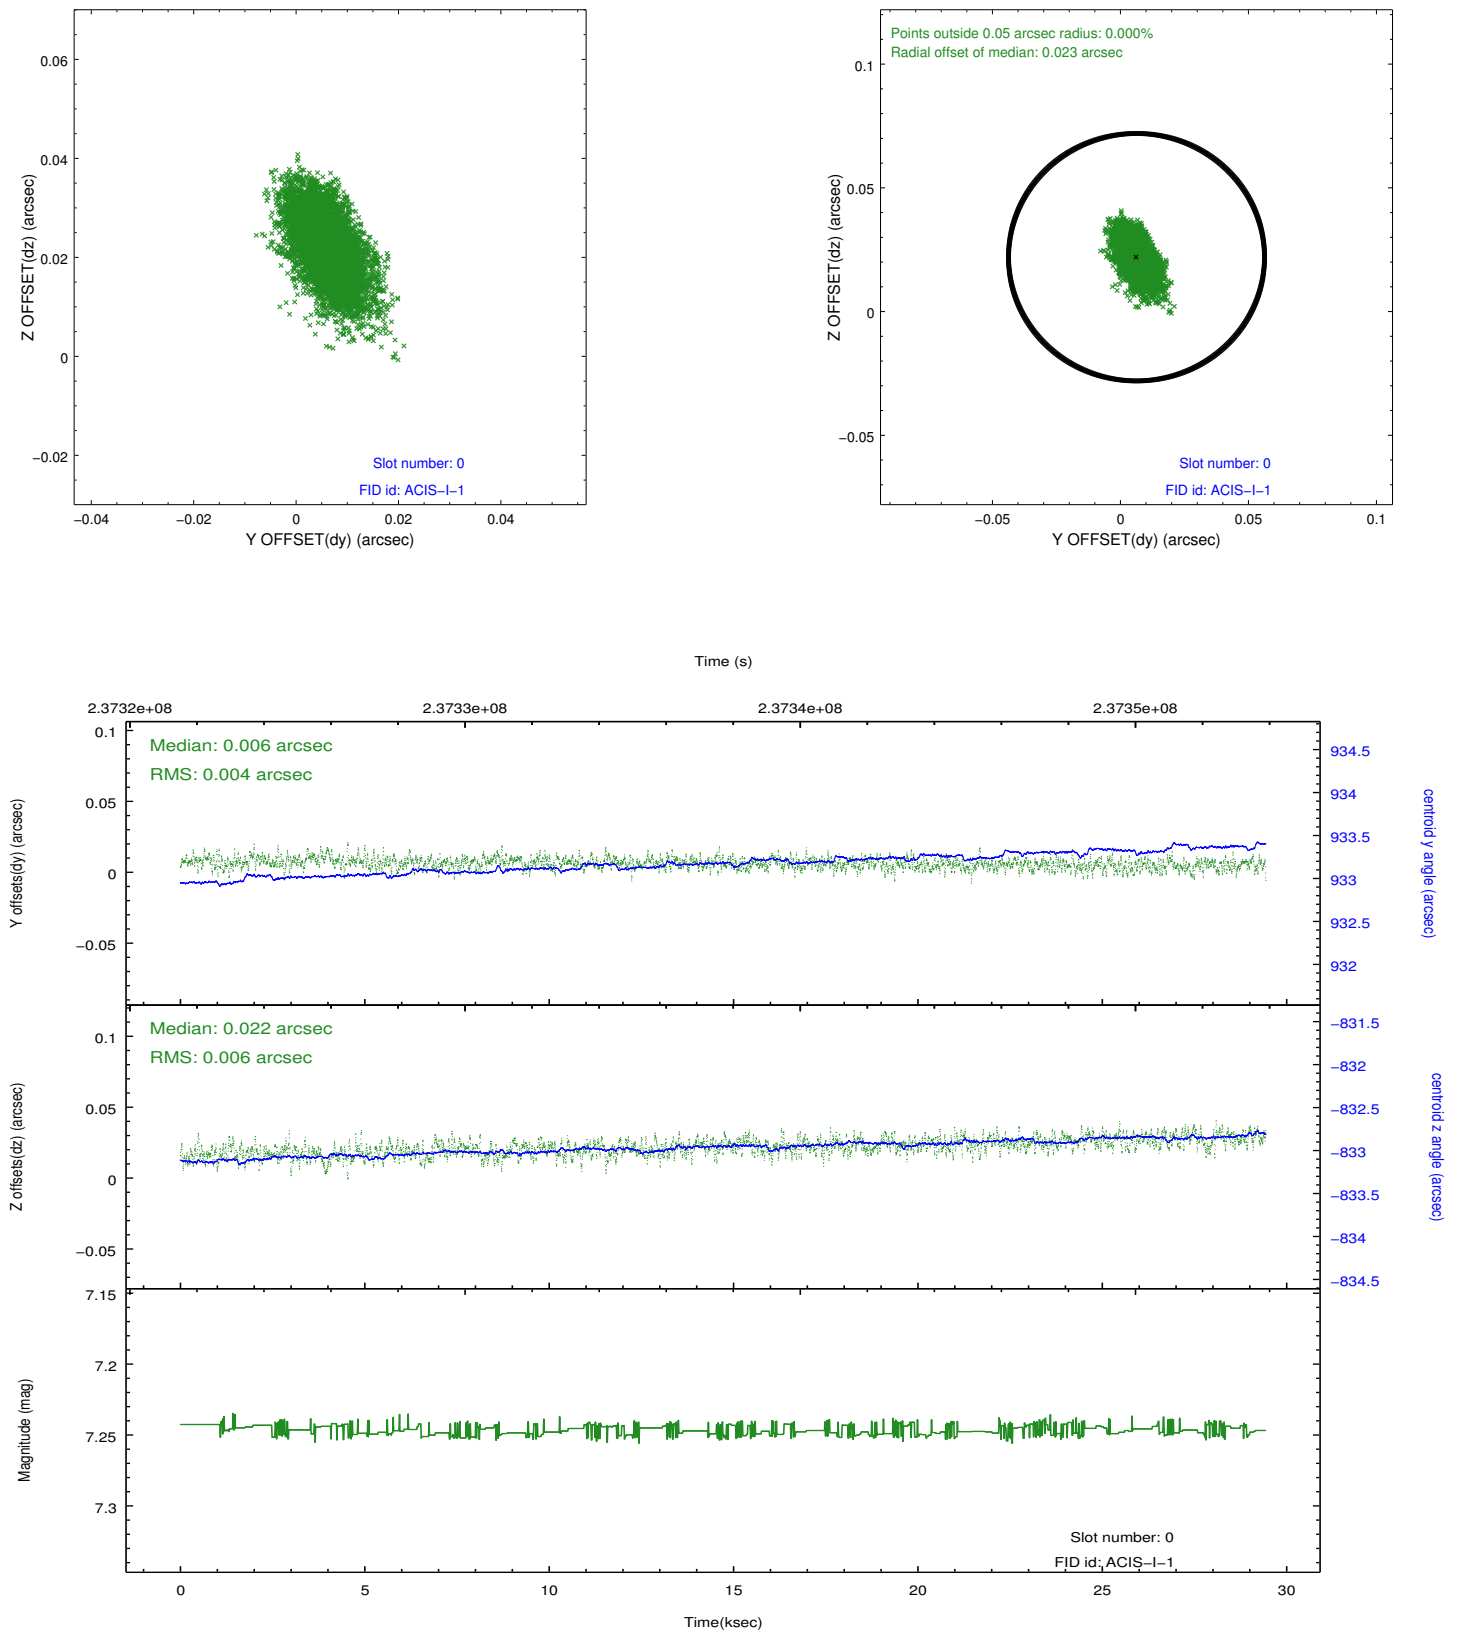 0.06
0.04
0.02
0
−0.02
Z OFFSET(dz) (arcsec)
Slot number: 0
FID id: ACIS−I−1
−0.04
−0.02
0
0.02
0.04
Y OFFSET(dy) (arcsec)
Points outside 0.05 arcsec radius: 0.000%
Radial offset of median: 0.023 arcsec
0.1
0.05
0
−0.05
Z OFFSET(dz) (arcsec)
Slot number: 0
FID id: ACIS−I−1
−0.05
0
0.05
0.1
Y OFFSET(dy) (arcsec)
Time (s)
2.3732e+08
2.3733e+08
2.3734e+08
2.3735e+08
Median: 0.006 arcsec
RMS: 0.004 arcsec
0.1
0.05
0
−0.05
Y offsets(dy) (arcsec)
934.5
934
933.5
933
932.5
932
centroid y angle (arcsec)
Median: 0.022 arcsec
RMS: 0.006 arcsec
0.1
0.05
0
−0.05
Z offsets(dz) (arcsec)
−831.5
−832
−832.5
−833
−833.5
−834
−834.5
centroid z angle (arcsec)
7.15
7.2
7.25
7.3
Magnitude (mag)
Slot number: 0
FID id: ACIS−I−1
0
5
10
15
20
25
30
Time(ksec)